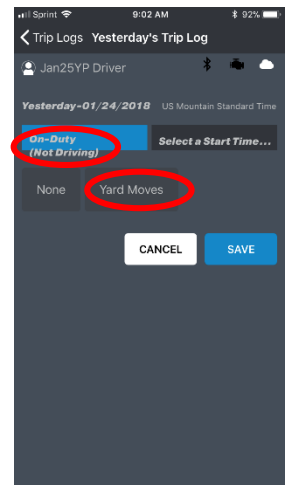 Sprint 9:02 AM 92%
Trip Logs Yesterday's Trip Log
Jan25YP Driver
Yesterday-01/24/2018 US Mountain Standard Time
On-Duty
(Not Driving) Select a Start Time...
None Yard Moves
CANCEL SAVE